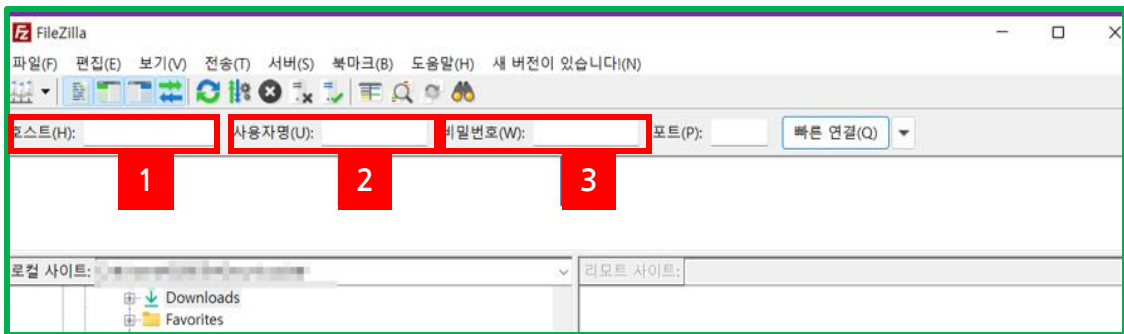 FileZilla
파일(F) 편집(E) 보기(V) 전송(T) 서버(S) 북마크(B) 도움말(H) 새 버전이 있습니다!(N)
호스트(H): 사용자명(U): 비밀번호(W): 포트(P): 빠른 연결(Q)
1 2 3
로컬 사이트: 리모트 사이트:
Downloads
Favorites